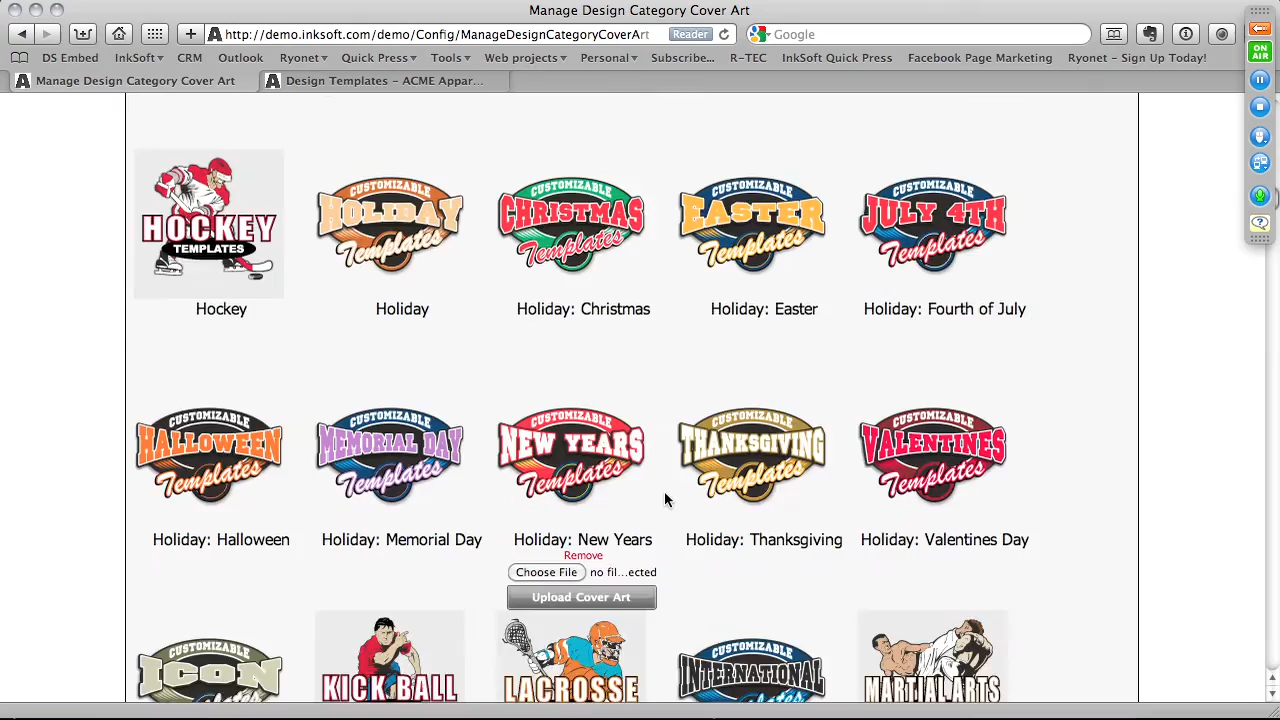 Manage Design Category Cover Art
http://demo.inksoft.com/demo/Config/ManageDesignCategoryCoverArt
Reader
Google
DS Embed InkSoft CRM Outlook Ryonet Quick Press Tools Web projects Personal Subscribe... R-TEC InkSoft Quick Press Facebook Page Marketing Ryonet - Sign Up Today!
Manage Design Category Cover Art
Design Templates - ACME Appar...
ON
AIR
HOCKEY
TEMPLATES
CUSTOMIZABLE
HOLIDAY
Templates
CUSTOMIZABLE
CHRISTMAS
Templates
CUSTOMIZABLE
EASTER
Templates
CUSTOMIZABLE
JULY 4TH
Templates
Hockey
Holiday
Holiday: Christmas
Holiday: Easter
Holiday: Fourth of July
CUSTOMIZABLE
HALLOWEEN
Templates
CUSTOMIZABLE
MEMORIAL DAY
Templates
CUSTOMIZABLE
NEW YEARS
Templates
CUSTOMIZABLE
THANKSGIVING
Templates
CUSTOMIZABLE
VALENTINES
Templates
Holiday: Halloween
Holiday: Memorial Day
Holiday: New Years
Holiday: Thanksgiving
Holiday: Valentines Day
Remove
Choose File no fil...ected
Upload Cover Art
CUSTOMIZABLE
ICON
KICK BALL
LACROSSE
CUSTOMIZABLE
INTERNATIONAL
MARTIAL ARTS